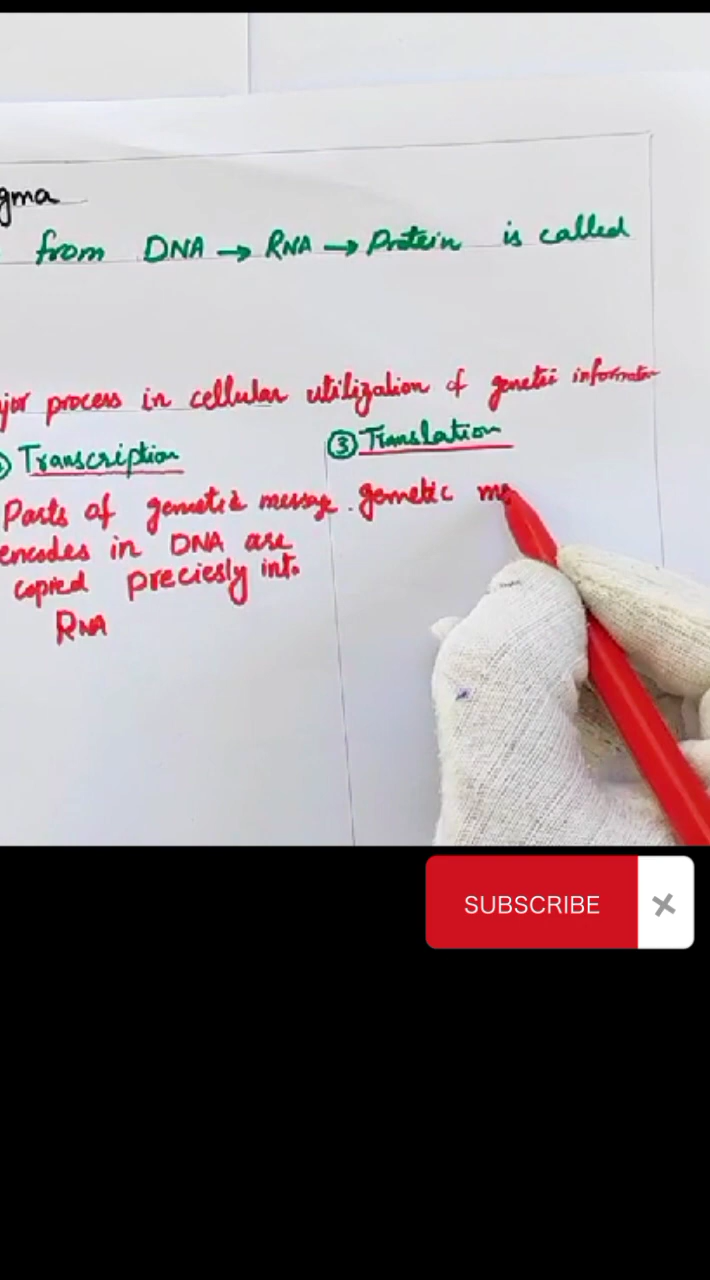 gma
from DNA → RNA → Protein is called
jor process in cellular utilization of genetic information
Transcription
③ Translation
Parts of genetic message
encodes in DNA are
copied preciesly into
RNA
. genetic me
SUBSCRIBE